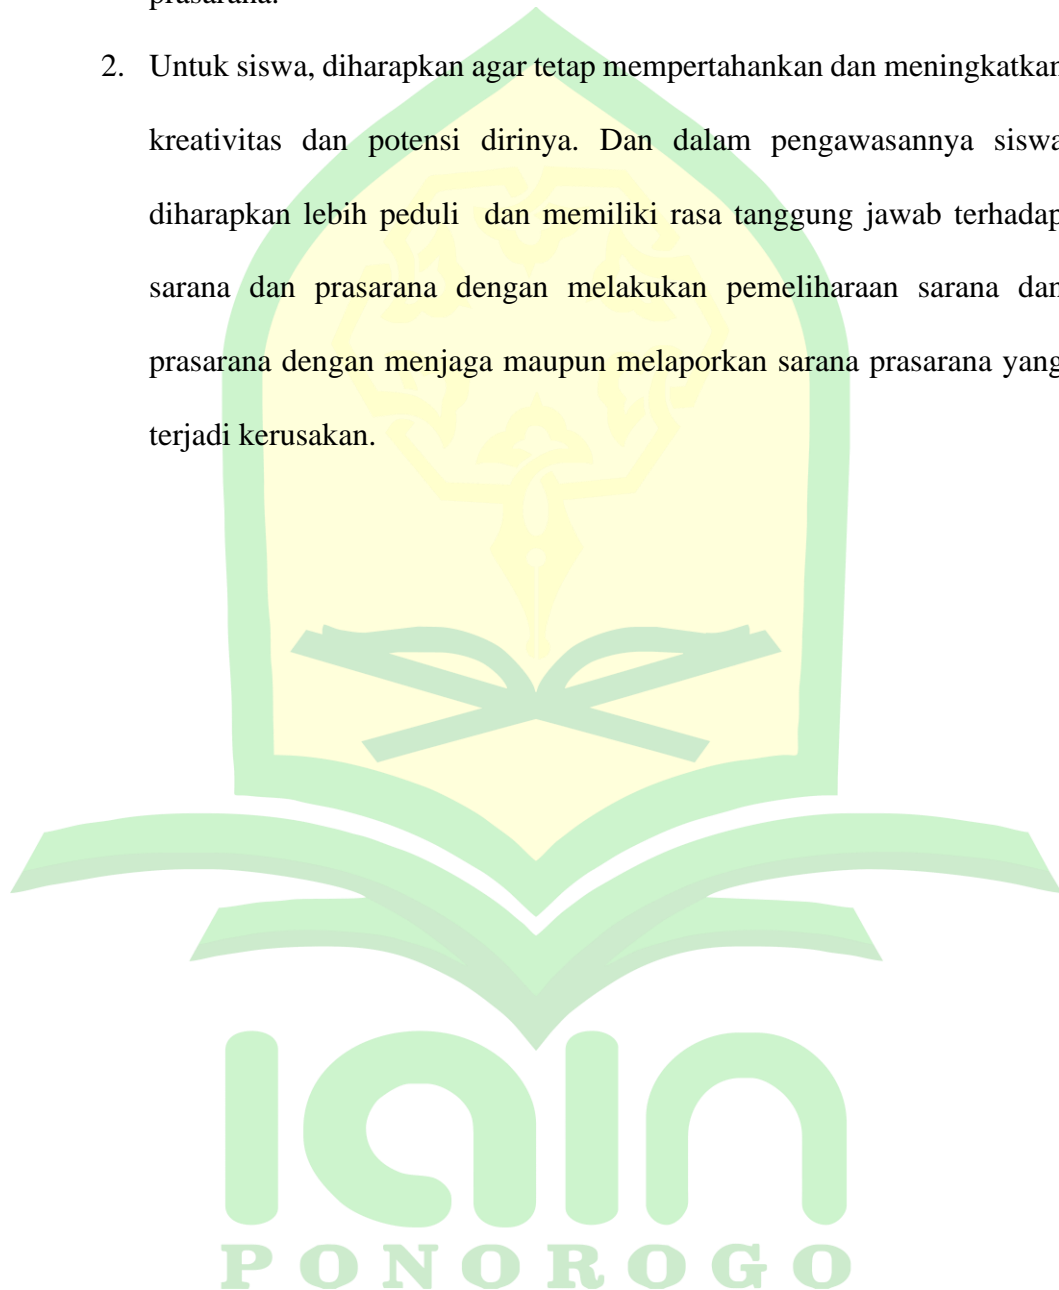 prasarana.
2. Untuk siswa, diharapkan agar tetap mempertahankan dan meningkatkan
kreativitas dan potensi dirinya. Dan dalam pengawasannya siswa
diharapkan lebih peduli dan memiliki rasa tanggung jawab terhadap
sarana dan prasarana dengan melakukan pemeliharaan sarana dan
prasarana dengan menjaga maupun melaporkan sarana prasarana yang
terjadi kerusakan.
iain
PONOROGO